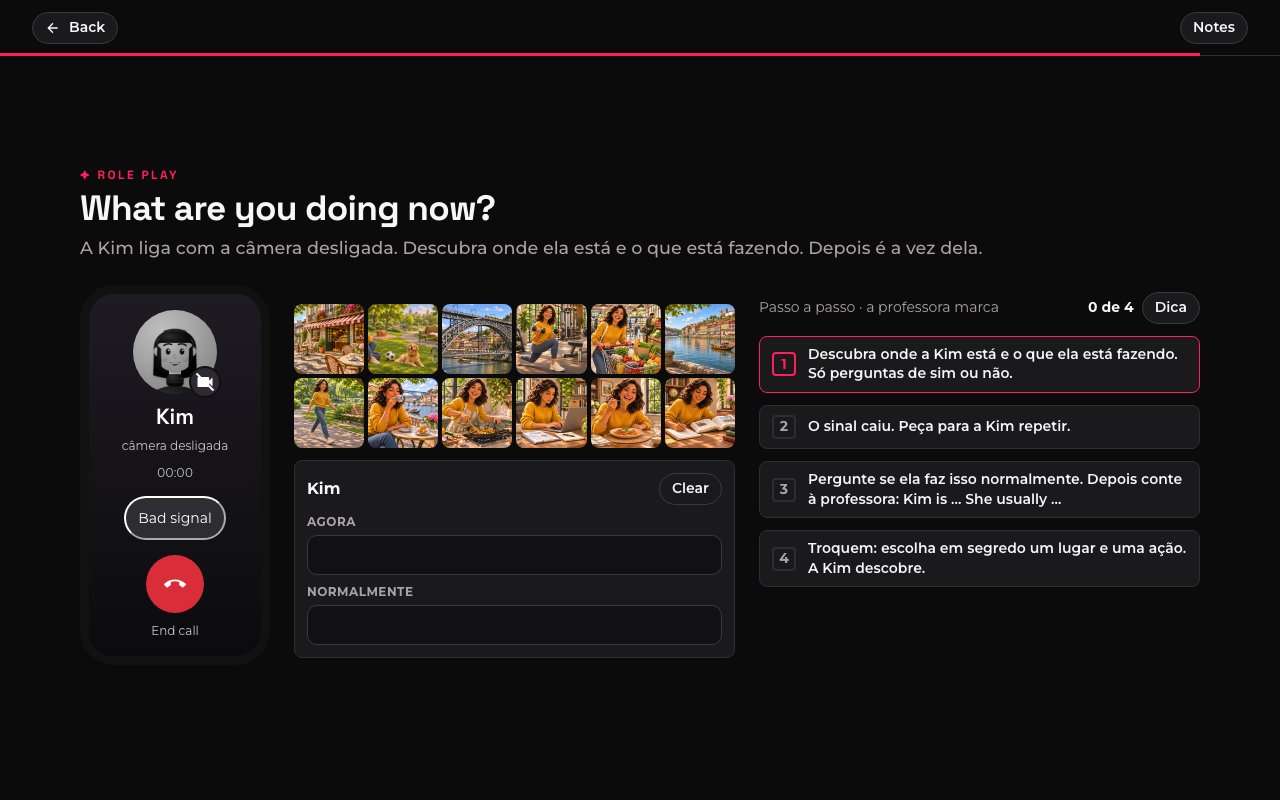 Back
Notes
ROLE PLAY
What are you doing now?
A Kim liga com a câmera desligada. Descubra onde ela está e o que está fazendo. Depois é a vez dela.
Kim
câmera desligada
00:00
Bad signal
End call
Kim
Clear
AGORA
NORMALMENTE
Passo a passo · a professora marca
0 de 4
Dica
1
Descubra onde a Kim está e o que ela está fazendo.
Só perguntas de sim ou não.
2
O sinal caiu. Peça para a Kim repetir.
3
Pergunte se ela faz isso normalmente. Depois conte
à professora: Kim is ... She usually ...
4
Troquem: escolha em segredo um lugar e uma ação.
A Kim descobre.